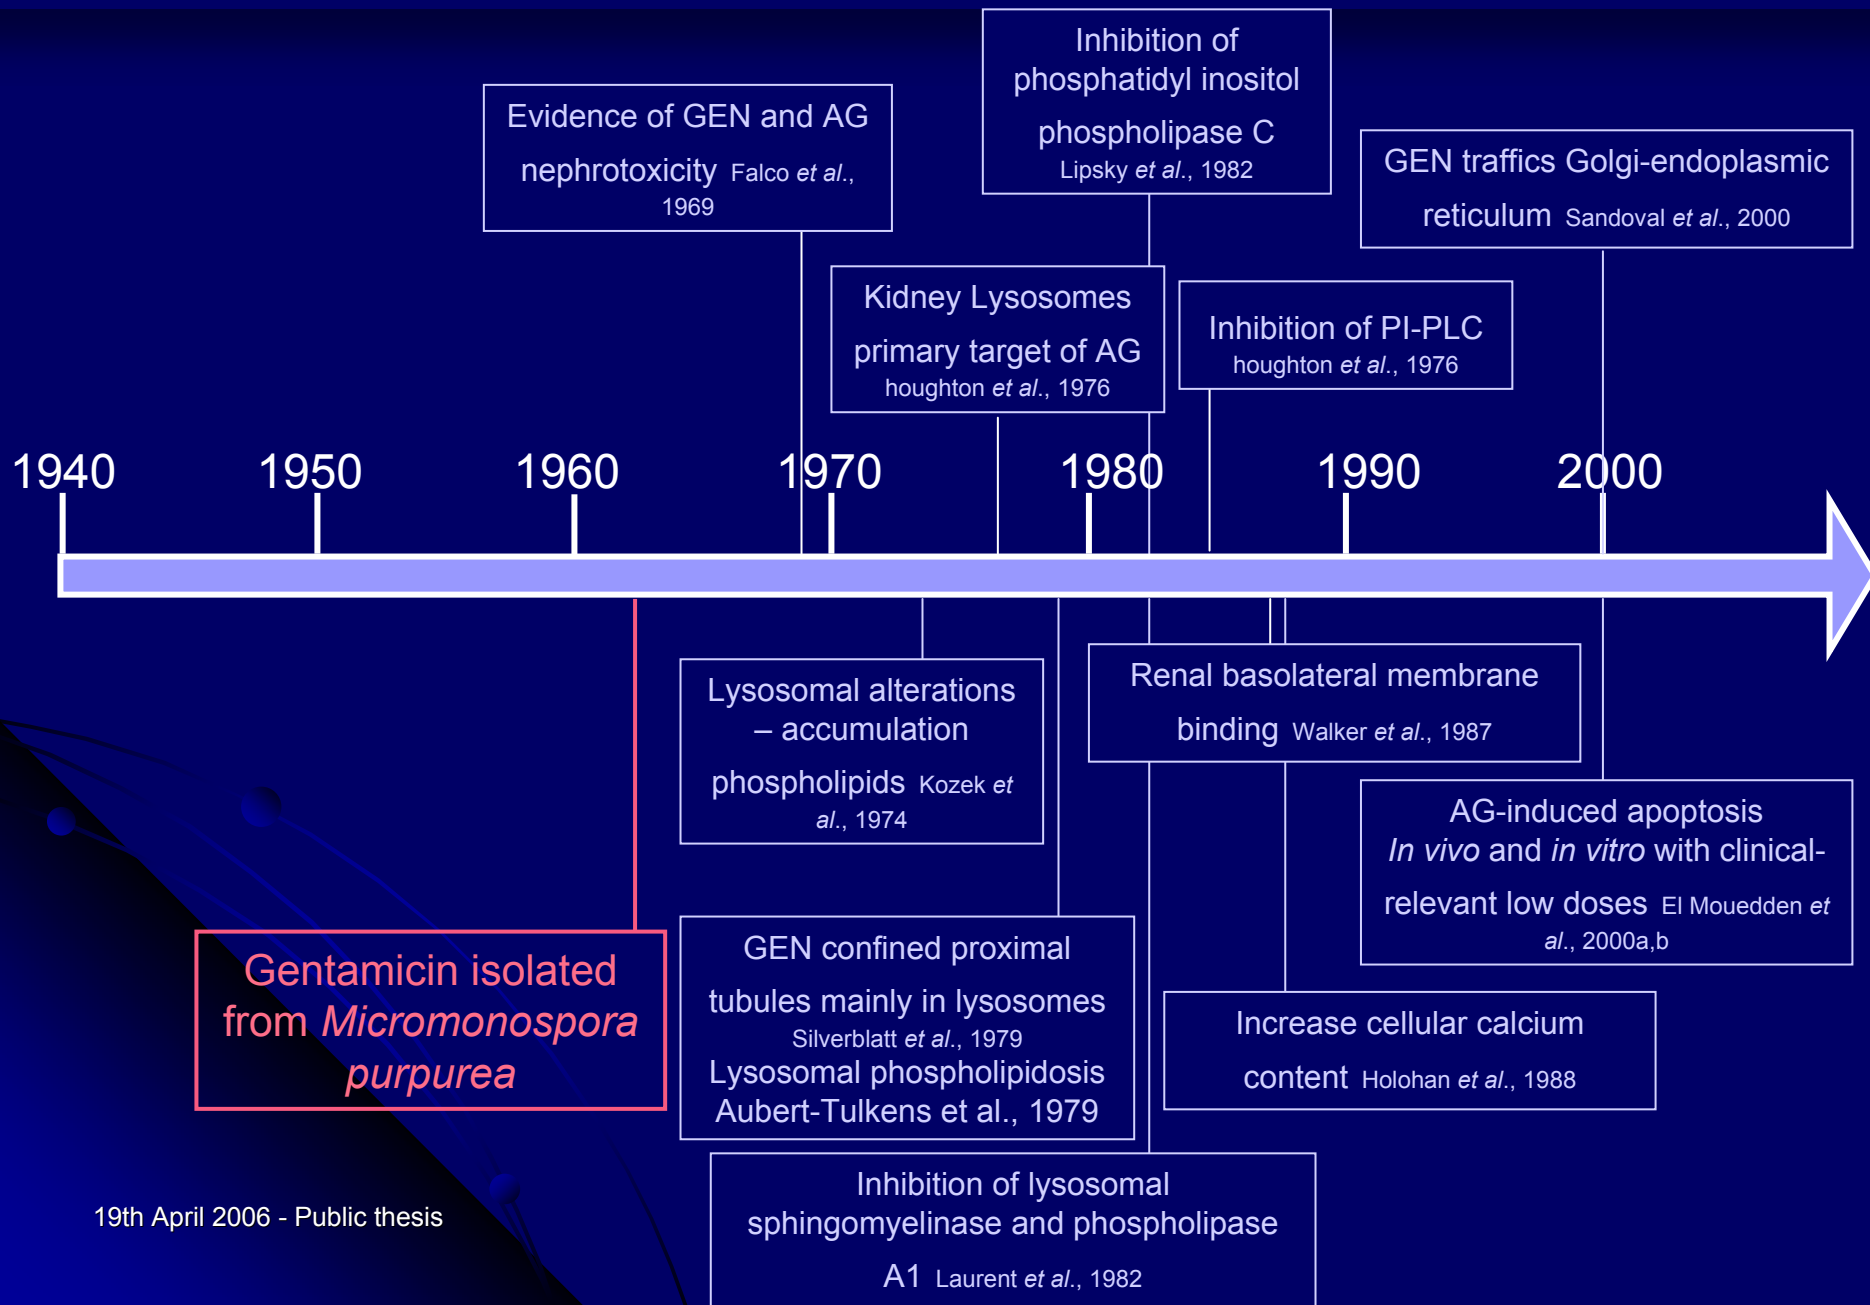 Inhibition of
phosphatidyl inositol
phospholipase C
Lipsky et al., 1982
Evidence of GEN and AG
nephrotoxicity Falco et al.,
1969
GEN traffics Golgi-endoplasmic
reticulum Sandoval et al., 2000
Kidney Lysosomes
primary target of AG
houghton et al., 1976
Inhibition of PI-PLC
houghton et al., 1976
1940 1950 1960 1970 1980 1990 2000
Lysosomal alterations
– accumulation
phospholipids Kozek et
al., 1974
Renal basolateral membrane
binding Walker et al., 1987
AG-induced apoptosis
In vivo and in vitro with clinical-
relevant low doses El Mouedden et
al., 2000a,b
Gentamicin isolated
from Micromonospora
purpurea
GEN confined proximal
tubules mainly in lysosomes
Silverblatt et al., 1979
Lysosomal phospholipidosis
Aubert-Tulkens et al., 1979
Increase cellular calcium
content Holohan et al., 1988
Inhibition of lysosomal
sphingomyelinase and phospholipase
A1 Laurent et al., 1982
19th April 2006 - Public thesis